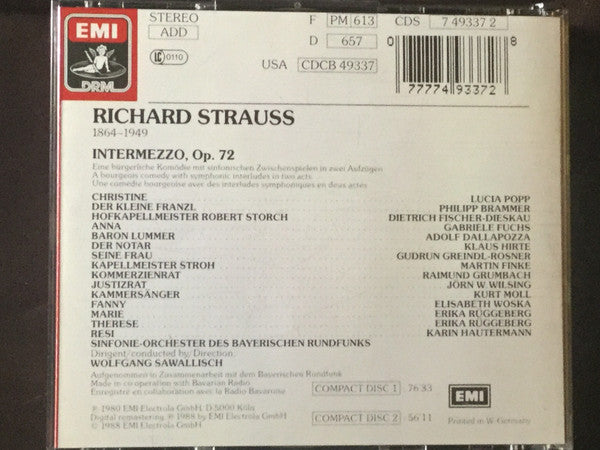 EMI
DRM
STEREO
ADD
LC 0110
F PM 613 CDS 7 49337 2
D 657
USA CDCB 49337
0 77774 93372 8
RICHARD STRAUSS
1864–1949
INTERMEZZO, Op. 72
Eine bürgerliche Komödie mit sinfonischen Zwischenspielen in zwei Aufzügen
A bourgeois comedy with symphonic interludes in two acts
Une comédie bourgeoise avec des interludes symphoniques en deux actes
CHRISTINE LUCIA POPP
DER KLEINE FRANZL PHILIPP BRAMMER
HOFKAPELLMEISTER ROBERT STORCH DIETRICH FISCHER-DIESKAU
ANNA GABRIELE FUCHS
BARON LUMMER ADOLF DALLAPOZZA
DER NOTAR KLAUS HIRTE
SEINE FRAU GUDRUN GREINDL-ROSNER
KAPELLMEISTER STROH MARTIN FINKE
KOMMERZIENRAT RAIMUND GRUMBACH
JUSTIZRAT JÖRN W. WILSING
KAMMERSÄNGER KURT MOLL
FANNY ELISABETH WOSKA
MARIE ERIKA RÜGGEBERG
THERESE ERIKA RÜGGEBERG
RESI KARIN HAUTERMANN
SINFONIE-ORCHESTER DES BAYERISCHEN RUNDFUNKS
Dirigent/conducted by/Direction:
WOLFGANG SAWALLISCH
Aufgenommen in Zusammenarbeit mit dem Bayerischen Rundfunk
Made in co-operation with Bavarian Radio
Enregistré en collaboration avec la Radio Bavaroise
COMPACT DISC 1 76'33
℗ 1980 EMI Electrola GmbH, D.5000 Köln
Digital remastering ℗ 1988 by EMI Electrola GmbH.
© 1988 EMI Electrola GmbH
COMPACT DISC 2 56'11
EMI
Printed in W.-Germany